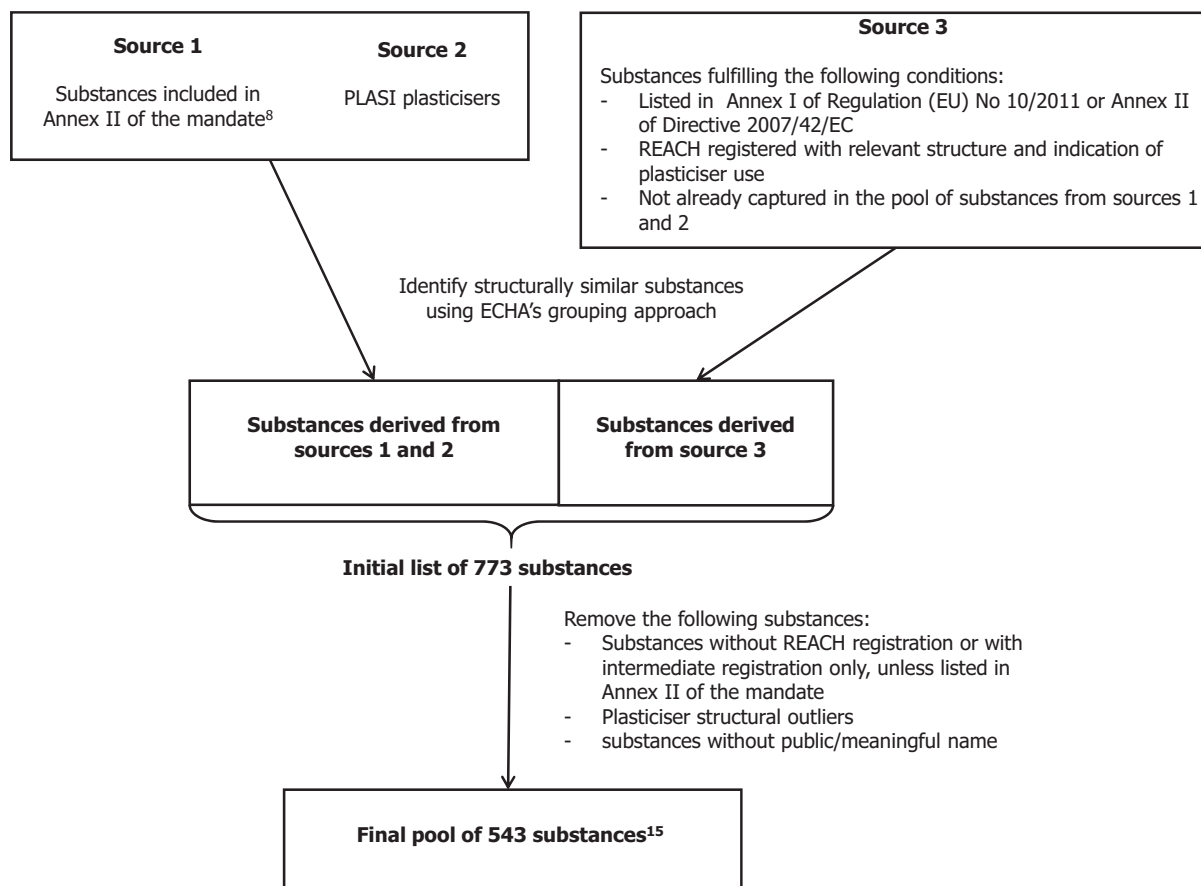 Source 1
Substances included in
Annex II of the mandate8
Source 2
PLASI plasticisers
Source 3
Substances fulfilling the following conditions:
- Listed in Annex I of Regulation (EU) No 10/2011 or Annex II
of Directive 2007/42/EC
- REACH registered with relevant structure and indication of
plasticiser use
- Not already captured in the pool of substances from sources 1
and 2
Identify structurally similar substances
using ECHA's grouping approach
Substances derived from
sources 1 and 2
Substances derived
from source 3
Initial list of 773 substances
Remove the following substances:
- Substances without REACH registration or with
intermediate registration only, unless listed in
Annex II of the mandate
- Plasticiser structural outliers
- substances without public/meaningful name
Final pool of 543 substances15